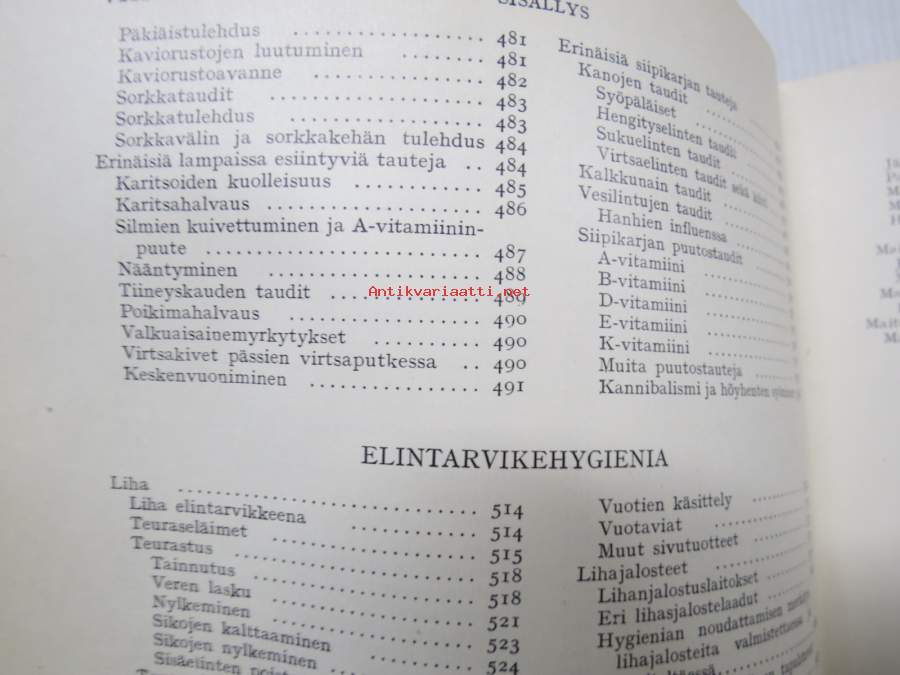 SISÄLLYS
Päkiäistulehdus .................. 481
Kaviorustojen luutuminen .......... 481
Kaviorustoavanne .............. 482
Sorkkataudit .................. 483
Sorkkatulehdus .................. 483
Sorkkavälin ja sorkkakehän tulehdus 484
Erinäisiä lampaissa esiintyviä tauteja .. 484
Karitsoiden kuolleisuus ............ 485
Karitsahalvaus .................. 486
Silmien kuivettuminen ja A-vitamiinin-
puute .................. 487
Nääntyminen .................. 488
Tiineyskauden taudit .............. 489
Poikimahalvaus .................. 490
Valkuaisainemyrkytykset .......... 490
Virtsakivet pässien virtsaputkessa .. 490
Keskenvuoniminen .............. 491
Erinäisiä siipikarjan tauteja
Kanojen taudit
Syöpäläiset
Hengityselinten taudit
Sukuelinten taudit
Virtsaelinten taudit sekä
Kalkkunain taudit
Vesilintujen taudit
Hanhien influenssa
Siipikarjan puutostaudit
A-vitamiini
B-vitamiini
D-vitamiini
E-vitamiini
K-vitamiini
Muita puutostauteja
Kannibalismi ja höyhenten
Antikvariaatti.net
ELINTARVIKEHYGIENIA
Liha .................. 514
Liha elintarvikkeena .............. 514
Teuraseläimet .................. 515
Teurastus .................. 518
Tainnutus .................. 518
Veren lasku .................. 521
Nylkeminen .................. 523
Sikojen kalttaaminen .............. 524
Sikojen nylkeminen
Sisäelinten
Vuotien käsittely
Vuotaviat
Muut sivutuotteet
Lihajalosteet
Lihanjalostuslaitokset
Eri lihasjalostelaadut
Hygienian noudattamisen
lihajalosteita valmistettaessa